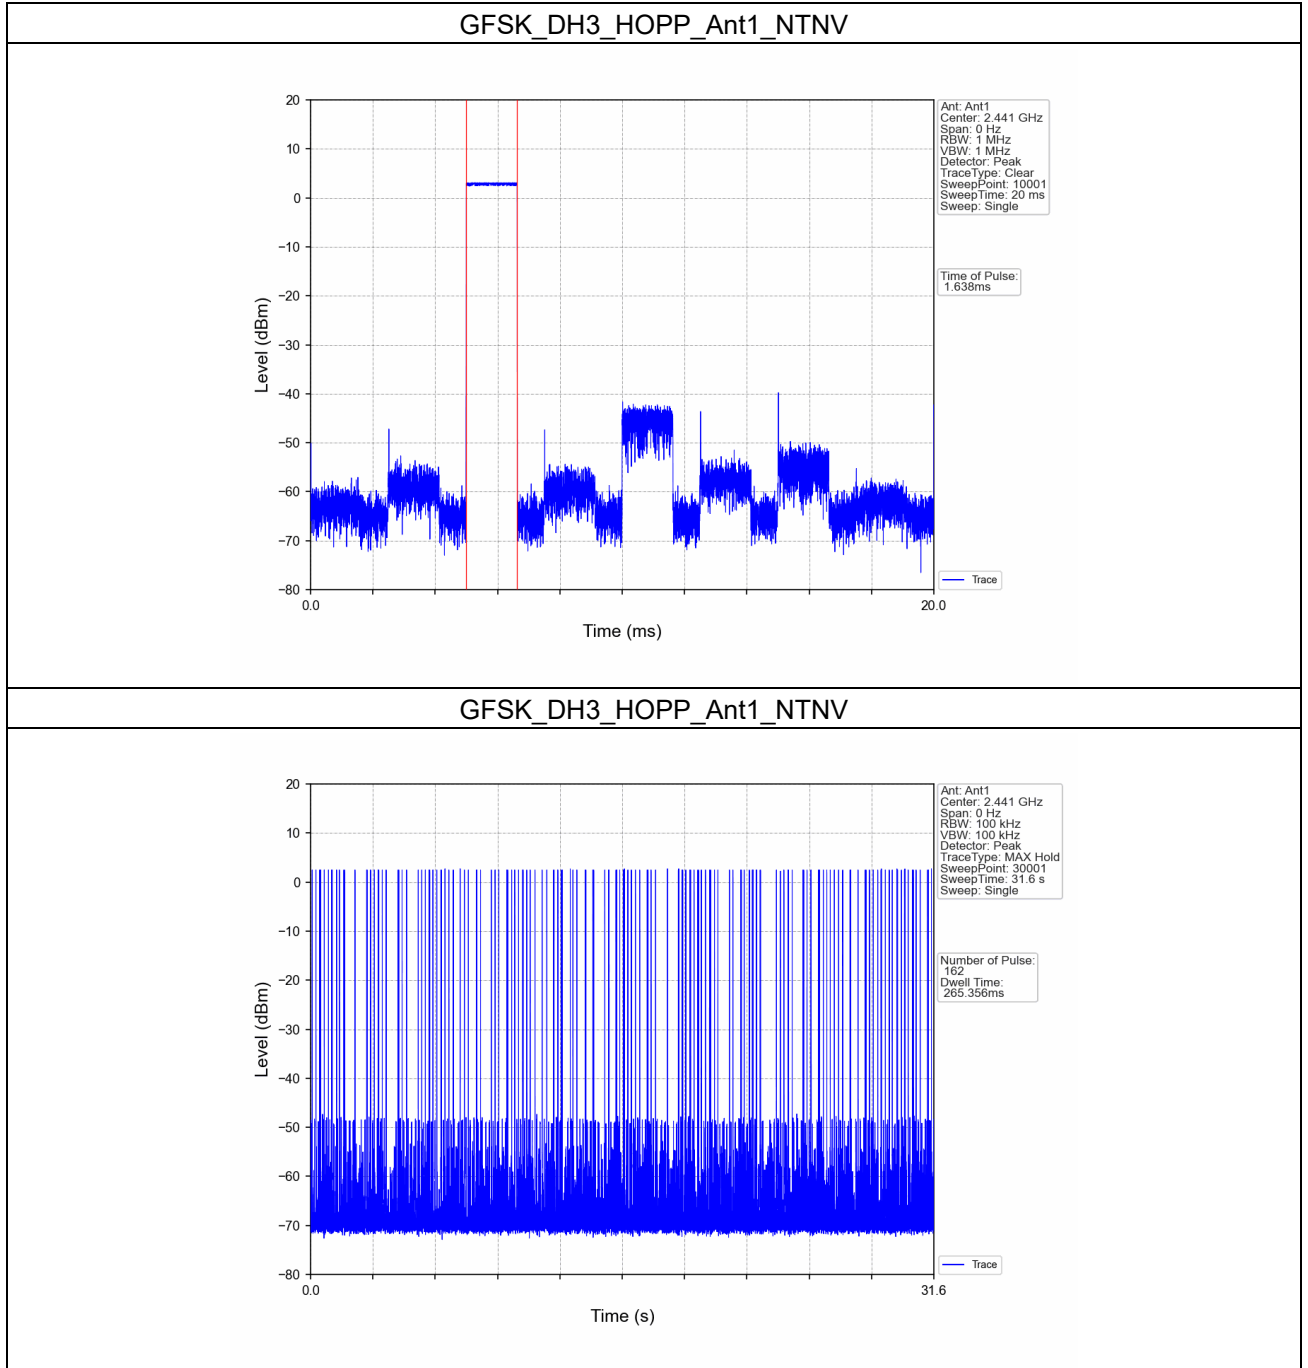 GFSK_DH3_HOPP_Ant1_NTNV
20
10
0
−10
−20
−30
−40
−50
−60
−70
−80
Level (dBm)
0.0
20.0
Time (ms)
Ant: Ant1
Center: 2.441 GHz
Span: 0 Hz
RBW: 1 MHz
VBW: 1 MHz
Detector: Peak
TraceType: Clear
SweepPoint: 10001
SweepTime: 20 ms
Sweep: Single
Time of Pulse:
1.638ms
Trace
GFSK_DH3_HOPP_Ant1_NTNV
20
10
0
−10
−20
−30
−40
−50
−60
−70
−80
Level (dBm)
0.0
31.6
Time (s)
Ant: Ant1
Center: 2.441 GHz
Span: 0 Hz
RBW: 100 kHz
VBW: 100 kHz
Detector: Peak
TraceType: MAX Hold
SweepPoint: 30001
SweepTime: 31.6 s
Sweep: Single
Number of Pulse:
162
Dwell Time:
265.356ms
Trace